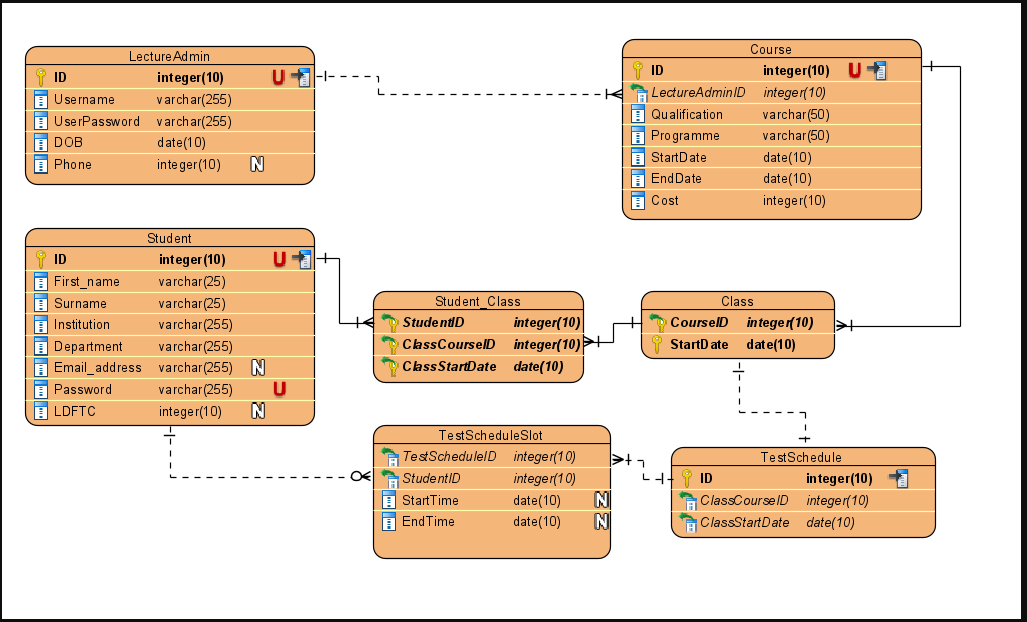 LectureAdmin
ID integer(10) U
Username varchar(255)
UserPassword varchar(255)
DOB date(10)
Phone integer(10) N
Course
ID integer(10) U
LectureAdminID integer(10)
Qualification varchar(50)
Programme varchar(50)
StartDate date(10)
EndDate date(10)
Cost integer(10)
Student
ID integer(10) U
First_name varchar(25)
Surname varchar(25)
Institution varchar(255)
Department varchar(255)
Email_address varchar(255) N
Password varchar(255) U
LDFTC integer(10) N
Student_Class
StudentID integer(10)
ClassCourseID integer(10)
ClassStartDate date(10)
Class
CourseID integer(10)
StartDate date(10)
TestScheduleSlot
TestScheduleID integer(10)
StudentID integer(10)
StartTime date(10) N
EndTime date(10) N
TestSchedule
ID integer(10)
ClassCourseID integer(10)
ClassStartDate date(10)